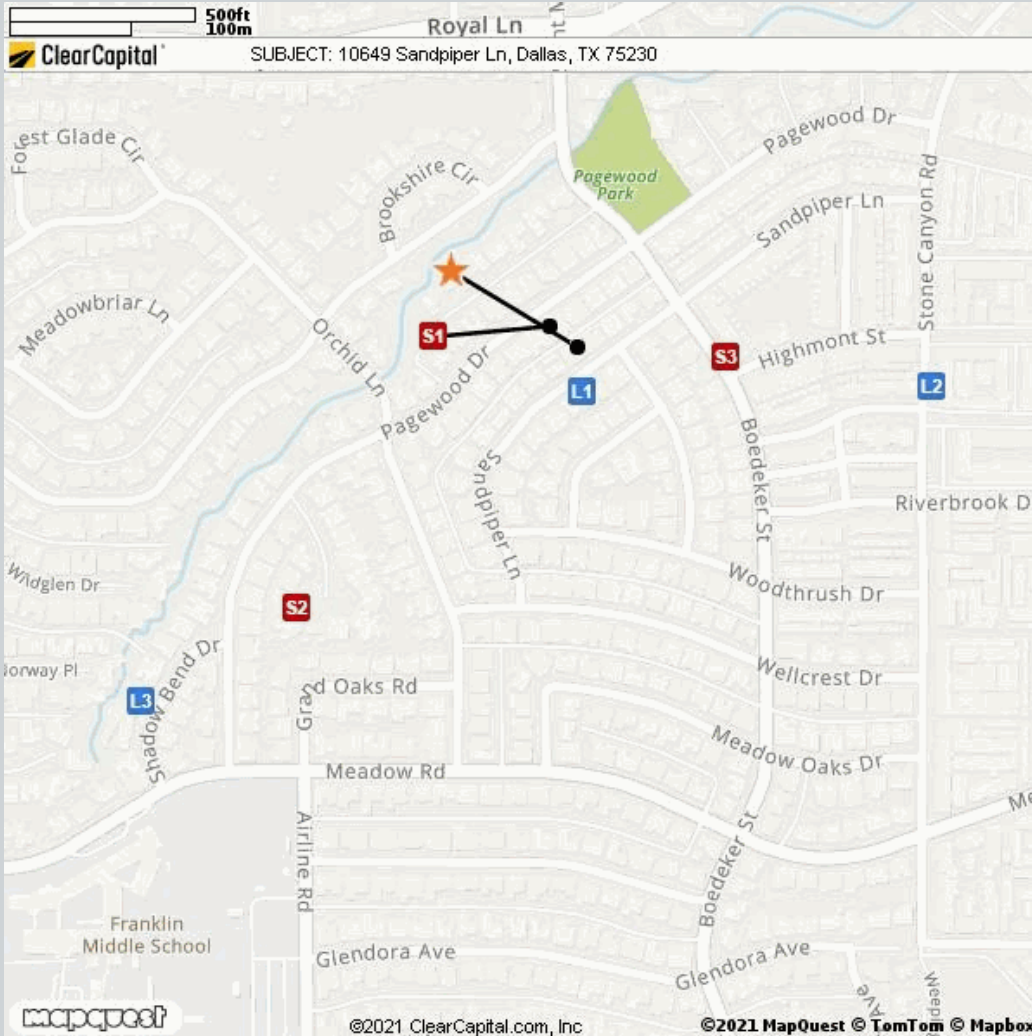 500ft
100m
Royal Ln
ClearCapital
SUBJECT: 10649 Sandpiper Ln, Dallas, TX 75230
Forest Glade Cir
Brookshire Cir
Pagewood Dr
Pagewood
Park
Sandpiper Ln
Stone Canyon Rd
Meadowbriar Ln
Orchid Ln
S1
Pagewood Dr
L1
S3
Highmont St
L2
Boedeker St
Sandpiper Ln
Riverbrook D
Wildglen Dr
Woodthrush Dr
S2
Norway Pl
Shadow Bend Dr
L3
Grand Oaks Rd
Wellcrest Dr
Meadow Oaks Dr
Meadow Rd
Me
Airline Rd
Boedeker St
Franklin
Middle School
Glendora Ave
Glendora Ave
Ave
mapquest
©2021 ClearCapital.com, Inc
©2021 MapQuest © TomTom © Mapbo